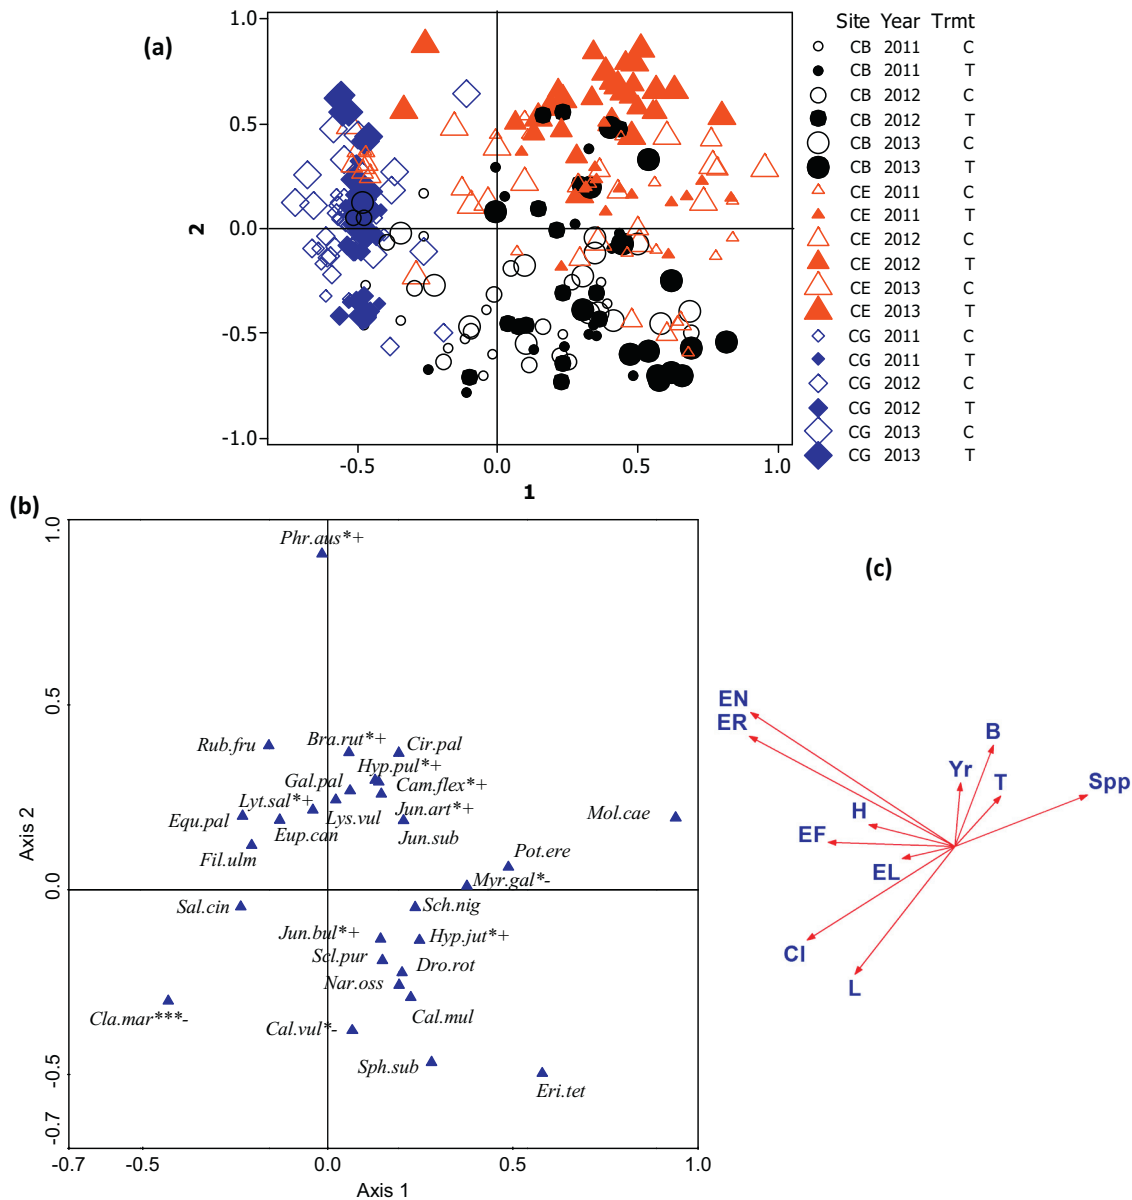 (a)
1.0
0.5
0.0
-0.5
-1.0
2
-0.5 0.0 0.5 1.0
1
Site Year Trmt
CB 2011 C
CB 2011 T
CB 2012 C
CB 2012 T
CB 2013 C
CB 2013 T
CE 2011 C
CE 2011 T
CE 2012 C
CE 2012 T
CE 2013 C
CE 2013 T
CG 2011 C
CG 2011 T
CG 2012 C
CG 2012 T
CG 2013 C
CG 2013 T
(b)
1.0
0.5
0.0
-0.5
-0.7
Axis 2
Phr.aus*+
Rub.fru
Bra.rut*+
Cir.pal
Hyp.pul*+
Gal.pal
Cam.flex*+
Lyt.sal*+
Jun.art*+
Lys.vul
Equ.pal
Eup.can
Jun.sub
Mol.cae
Fil.ulm
Pot.ere
Myr.gal*-
Sal.cin
Sch.nig
Jun.bul*+
Hyp.jut*+
Scl.pur
Dro.rot
Nar.oss
Cla.mar***-
Cal.mul
Cal.vul*-
Sph.sub
Eri.tet
-0.7 -0.5 0.0 0.5 1.0
Axis 1
(c)
EN
ER
B
Yr
T
Spp
H
EF
EL
Cl
L